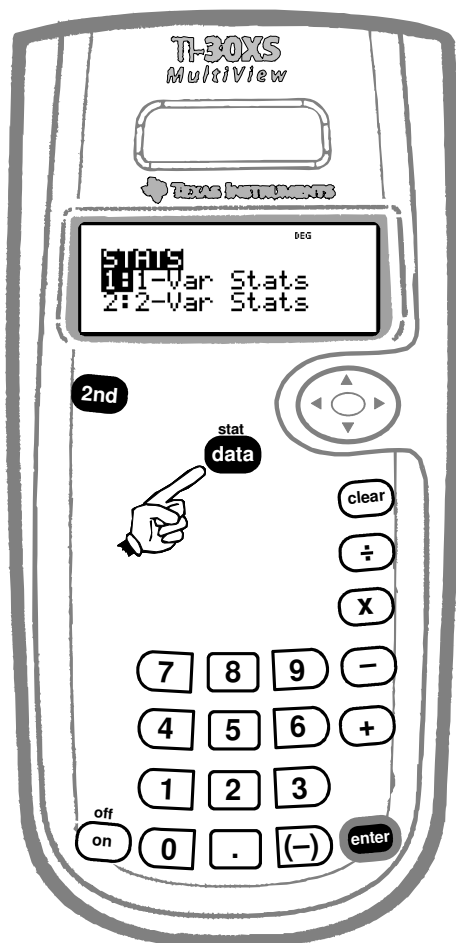 TI-30XS
MultiView
TEXAS INSTRUMENTS
DEG
STATS
1:1-Var Stats
2:2-Var Stats
2nd
stat
data
clear
÷
X
7 8 9 −
4 5 6 +
1 2 3
off
on 0 . (−) enter